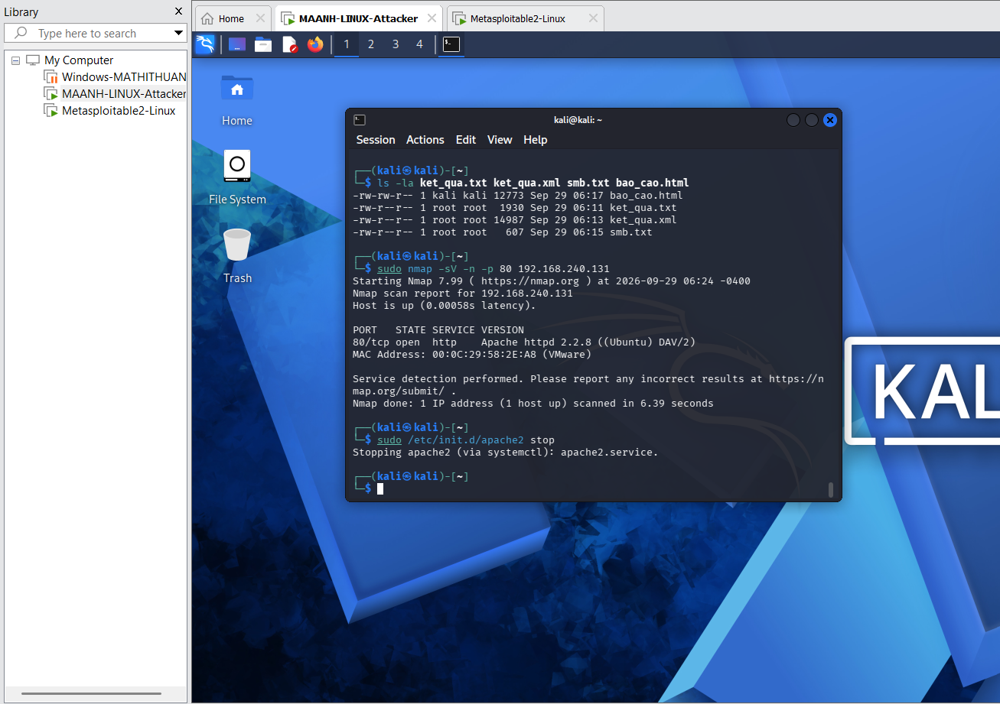 Library
Type here to search
My Computer
Windows-MATHITHUAN
MAANH-LINUX-Attacker
Metasploitable2-Linux
Home
MAANH-LINUX-Attacker
Metasploitable2-Linux
1 2 3 4
Home
File System
Trash
kali@kali: ~
Session Actions Edit View Help
┌──(kali㉿kali)-[~]
└─$ ls -la ket_qua.txt ket_qua.xml smb.txt bao_cao.html
-rw-rw-r-- 1 kali kali 12773 Sep 29 06:17 bao_cao.html
-rw-r--r-- 1 root root  1930 Sep 29 06:11 ket_qua.txt
-rw-r--r-- 1 root root 14987 Sep 29 06:13 ket_qua.xml
-rw-r--r-- 1 root root   607 Sep 29 06:15 smb.txt
┌──(kali㉿kali)-[~]
└─$ sudo nmap -sV -n -p 80 192.168.240.131
Starting Nmap 7.99 ( https://nmap.org ) at 2026-09-29 06:24 -0400
Nmap scan report for 192.168.240.131
Host is up (0.00058s latency).
PORT   STATE SERVICE VERSION
80/tcp open  http    Apache httpd 2.2.8 ((Ubuntu) DAV/2)
MAC Address: 00:0C:29:58:2E:A8 (VMware)
Service detection performed. Please report any incorrect results at https://n
map.org/submit/ .
Nmap done: 1 IP address (1 host up) scanned in 6.39 seconds
┌──(kali㉿kali)-[~]
└─$ sudo /etc/init.d/apache2 stop
Stopping apache2 (via systemctl): apache2.service.
┌──(kali㉿kali)-[~]
└─$
KAL